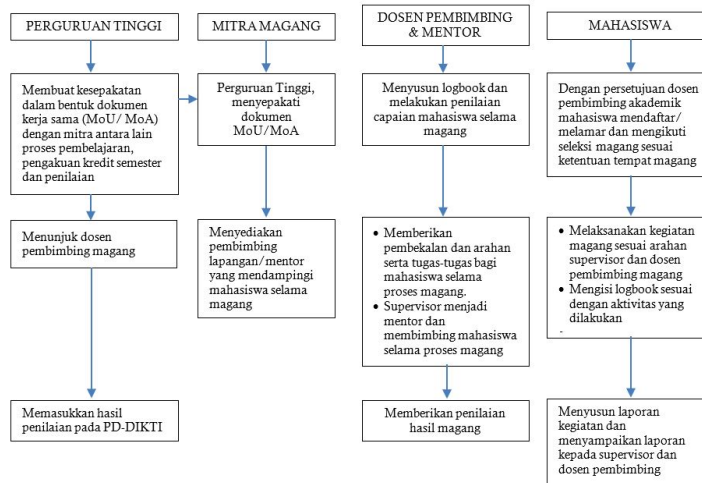 PERGURUAN TINGGI
Membuat kesepakatan
dalam bentuk dokumen
kerja sama (MoU/ MoA)
dengan mitra antara lain
proses pembelajaran,
pengakuan kredit semester
dan penilaian
Menunjuk dosen
pembimbing magang
Memasukkan hasil
penilaian pada PD-DIKTI
MITRA MAGANG
Perguruan Tinggi,
menyepakati
dokumen
MoU/MoA
Menyediakan
pembimbing
lapangan/mentor
yang mendampingi
mahasiswa selama
magang
DOSEN PEMBIMBING
& MENTOR
Menyusun logbook dan
melakukan penilaian
capaian mahasiswa selama
magang
• Memberikan
pembekalan dan arahan
serta tugas-tugas bagi
mahasiswa selama
proses magang.
• Supervisor menjadi
mentor dan
membimbing mahasiswa
selama proses magang
Memberikan penilaian
hasil magang
MAHASISWA
Dengan persetujuan dosen
pembimbing akademik
mahasiswa mendaftar/
melamar dan mengikuti
seleksi magang sesuai
ketentuan tempat magang
• Melaksanakan kegiatan
magang sesuai arahan
supervisor dan dosen
pembimbing magang
• Mengisi logbook sesuai
dengan aktivitas yang
dilakukan
-
Menyusun laporan
kegiatan dan
menyampaikan laporan
kepada supervisor dan
dosen pembimbing